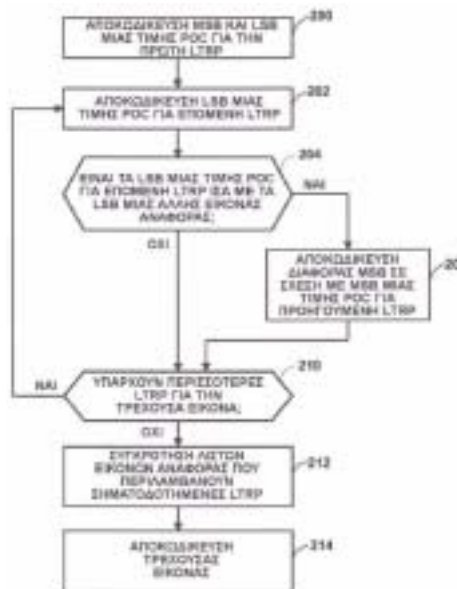 200
ΑΠΟΚΩΔΙΚΕΥΣΗ MSB ΚΑΙ LSB
ΜΙΑΣ ΤΙΜΗΣ POC ΓΙΑ ΤΗΝ
ΠΡΩΤΗ LTRP
202
ΑΠΟΚΩΔΙΚΕΥΣΗ LSB ΜΙΑΣ
ΤΙΜΗΣ POC ΓΙΑ ΕΠΟΜΕΝΗ LTRP
204
ΕΙΝΑΙ ΤΑ LSB ΜΙΑΣ ΤΙΜΗΣ POC
ΓΙΑ ΕΠΟΜΕΝΗ LTRP ΙΣΑ ΜΕ ΤΑ
LSB ΜΙΑΣ ΑΛΛΗΣ ΕΙΚΟΝΑΣ
ΑΝΑΦΟΡΑΣ;
ΝΑΙ
ΟΧΙ
ΑΠΟΚΩΔΙΚΕΥΣΗ
ΔΙΑΦΟΡΑΣ MSB ΣΕ
ΣΧΕΣΗ ΜΕ MSB ΜΙΑΣ
ΤΙΜΗΣ POC ΓΙΑ
ΠΡΟΗΓΟΥΜΕΝΗ LTRP
20
210
ΝΑΙ
ΥΠΑΡΧΟΥΝ ΠΕΡΙΣΣΟΤΕΡΕΣ
LTRP ΓΙΑ ΤΗΝ
ΤΡΕΧΟΥΣΑ ΕΙΚΟΝΑ;
ΟΧΙ
212
ΣΥΓΚΡΟΤΗΣΗ ΛΙΣΤΩΝ
ΕΙΚΟΝΩΝ ΑΝΑΦΟΡΑΣ ΠΟΥ
ΠΕΡΙΛΑΜΒΑΝΟΥΝ
ΣΗΜΑΤΟΔΟΤΗΜΕΝΕΣ LTRP
214
ΑΠΟΚΩΔΙΚΕΥΣΗ
ΤΡΕΧΟΥΣΑΣ
ΕΙΚΟΝΑΣ